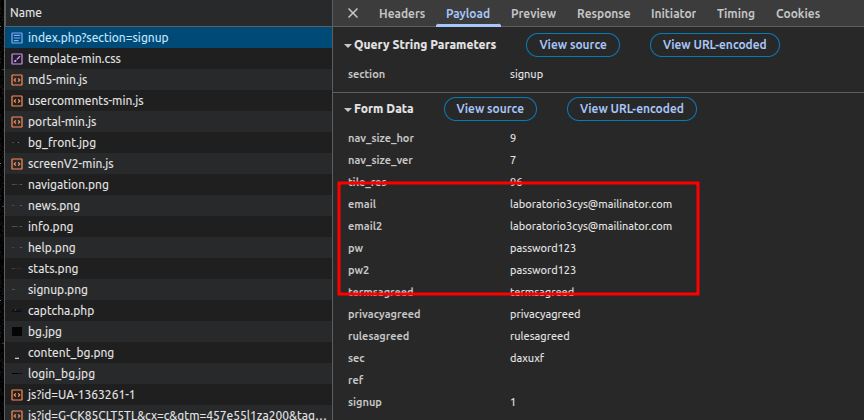 Name
index.php?section=signup
template-min.css
md5-min.js
usercomments-min.js
portal-min.js
bg_front.jpg
screenV2-min.js
navigation.png
news.png
info.png
help.png
stats.png
signup.png
captcha.php
bg.jpg
content_bg.png
login_bg.jpg
js?id=UA-1363261-1
js?id=G-CK85CLT5TL&cx=c&gtm=457e55l1za200&tag...
Headers Payload Preview Response Initiator Timing Cookies
Query String Parameters View source View URL-encoded
section signup
Form Data View source View URL-encoded
nav_size_hor 9
nav_size_ver 7
tile_res 96
email laboratorio3cys@mailinator.com
email2 laboratorio3cys@mailinator.com
pw password123
pw2 password123
termsagreed termsagreed
privacyagreed privacyagreed
rulesagreed rulesagreed
sec daxuxf
ref
signup 1